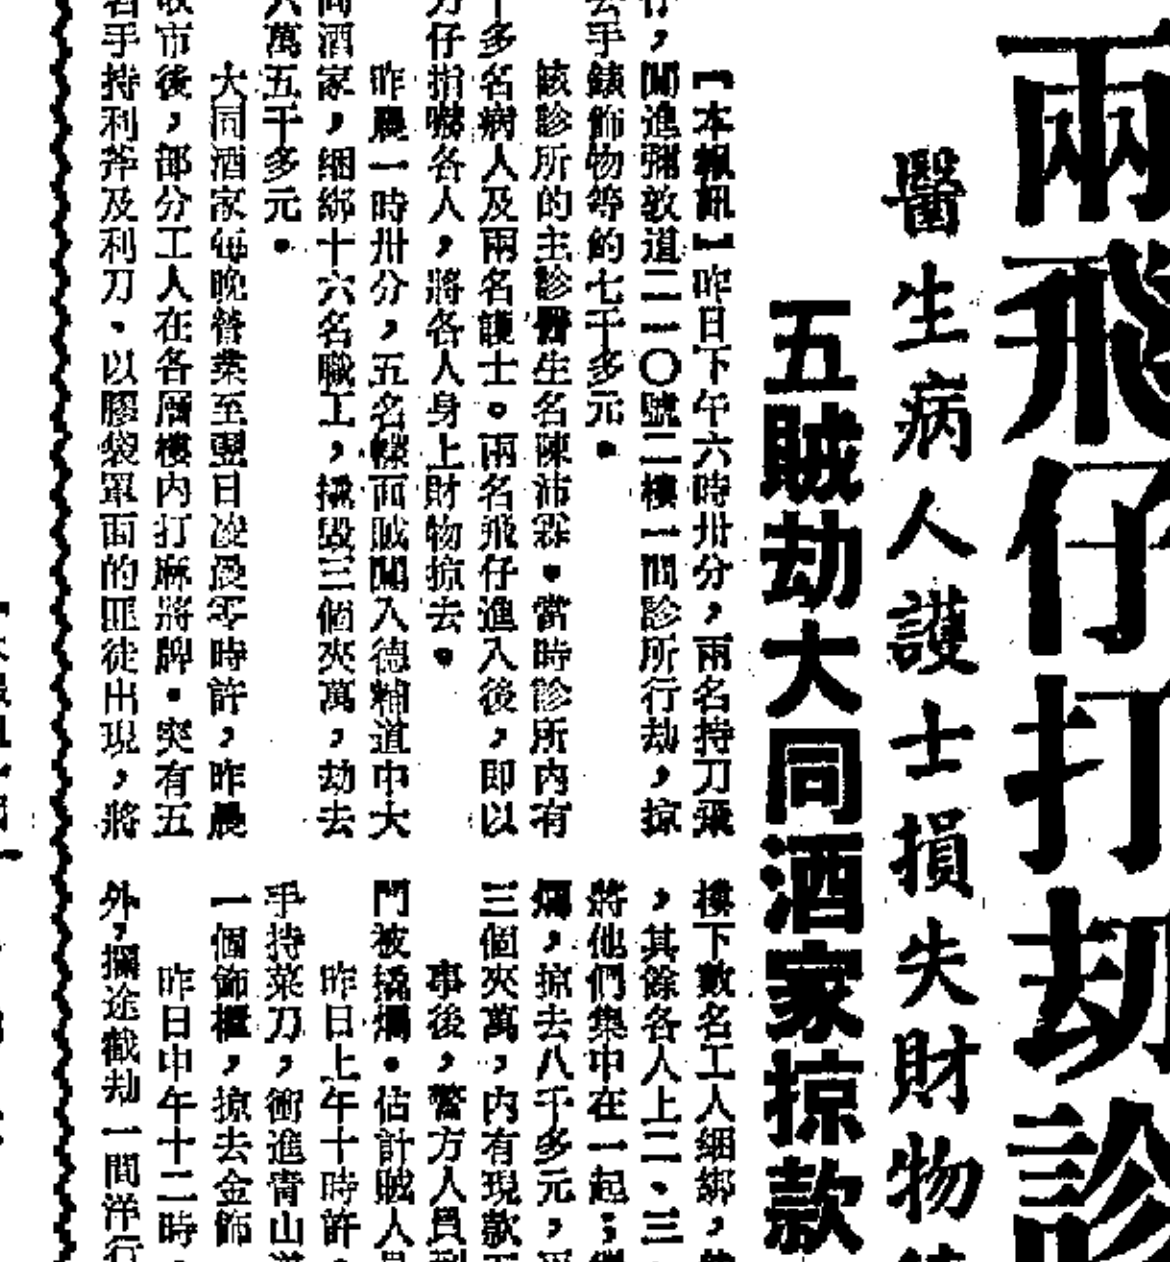 兩飛仔打劫診
醫生病人護士損失財物
五賊劫大同酒家掠款
【本報訊】昨日下午六時卅分，兩名持刀飛
仔，闖進彌敦道二一〇號二樓一間診所行劫，掠
去手錶飾物等的七千多元。
該診所的主診醫生名陳沛霖。當時診所內有
十多名病人及兩名護士。兩名飛仔進入後，即以
刀仔指嚇各人，將各人身上財物掠去。
昨晨一時卅分，五名幪面賊闖入德輔道中大
同酒家，綑綁十六名職工，撬毀三個夾萬，劫去
六萬五千多元。
大同酒家每晚營業至翌日凌晨零時許，昨晨
收市後，部分工人在各層樓內打麻將牌。突有五
名手持利斧及利刀、以膠袋罩面的匪徒出現，將
樓下數名工人綑綁，
，其餘各人上二、三
將他們集中在一起；
爛，掠去八千多元，
三個夾萬，內有現款
事後，警方人員到
門被撬爛。估計賊人
昨日上午十時許，
手持菜刀，衝進青山
一個飾櫃，掠去金飾
昨日中午十二時，
外，攔途截劫一間洋行